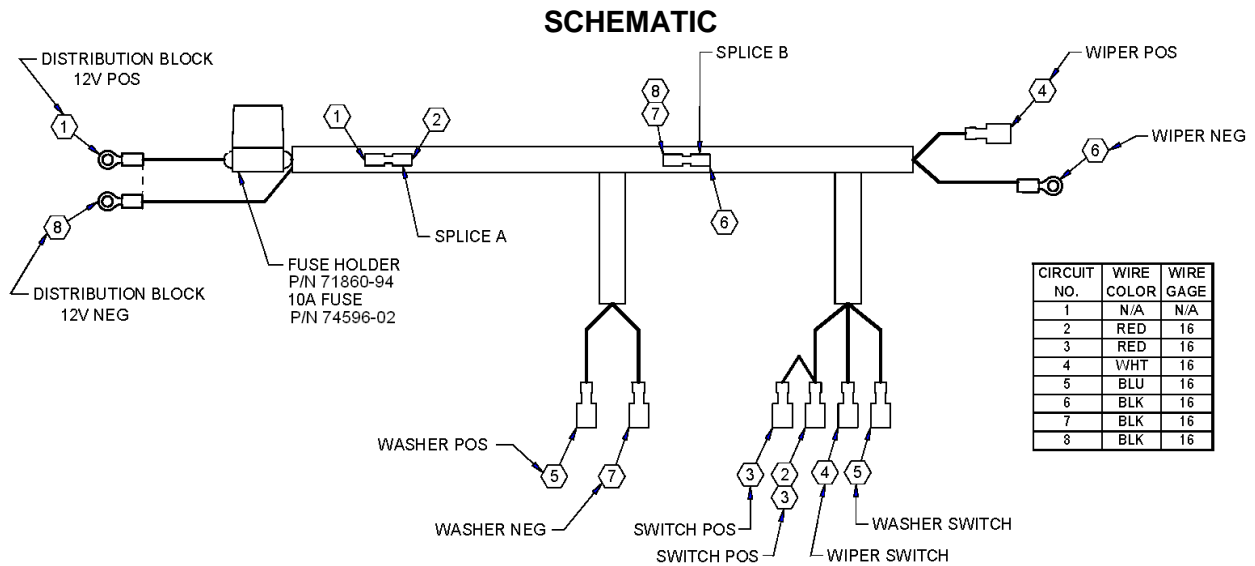 SCHEMATIC
DISTRIBUTION BLOCK
12V POS
1
8
DISTRIBUTION BLOCK
12V NEG
FUSE HOLDER
P/N 71860-94
10A FUSE
P/N 74596-02
1
2
SPLICE A
SPLICE B
8
7
6
WIPER POS
4
WIPER NEG
6
WASHER POS
5
WASHER NEG
7
SWITCH POS
3
SWITCH POS
2
3
WIPER SWITCH
4
WASHER SWITCH
5
CIRCUIT NO. WIRE COLOR WIRE GAGE
1 N/A N/A
2 RED 16
3 RED 16
4 WHT 16
5 BLU 16
6 BLK 16
7 BLK 16
8 BLK 16